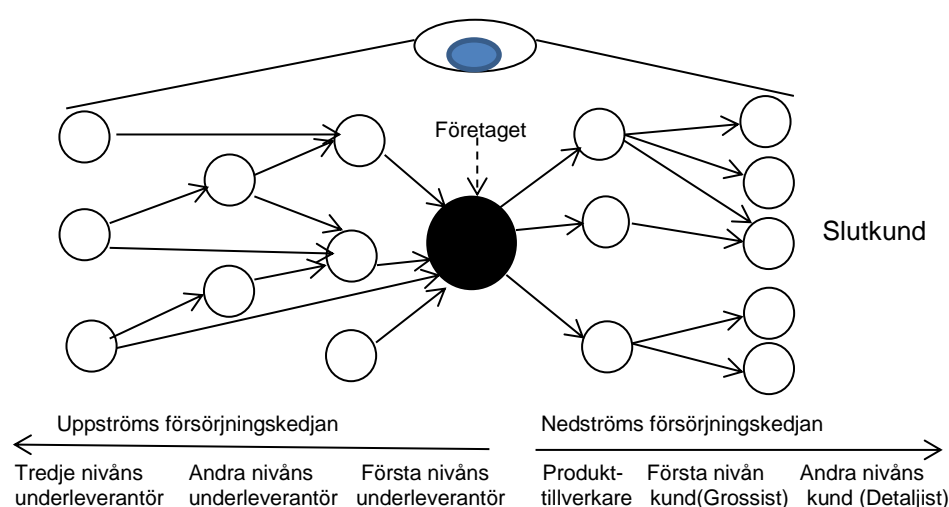 Företaget
Slutkund
Uppströms försörjningskedjan
Nedströms försörjningskedjan
Tredje nivåns
underleverantör
Andra nivåns
underleverantör
Första nivåns
underleverantör
Produkt-
tillverkare
Första nivån
kund(Grossist)
Andra nivåns
kund (Detaljist)